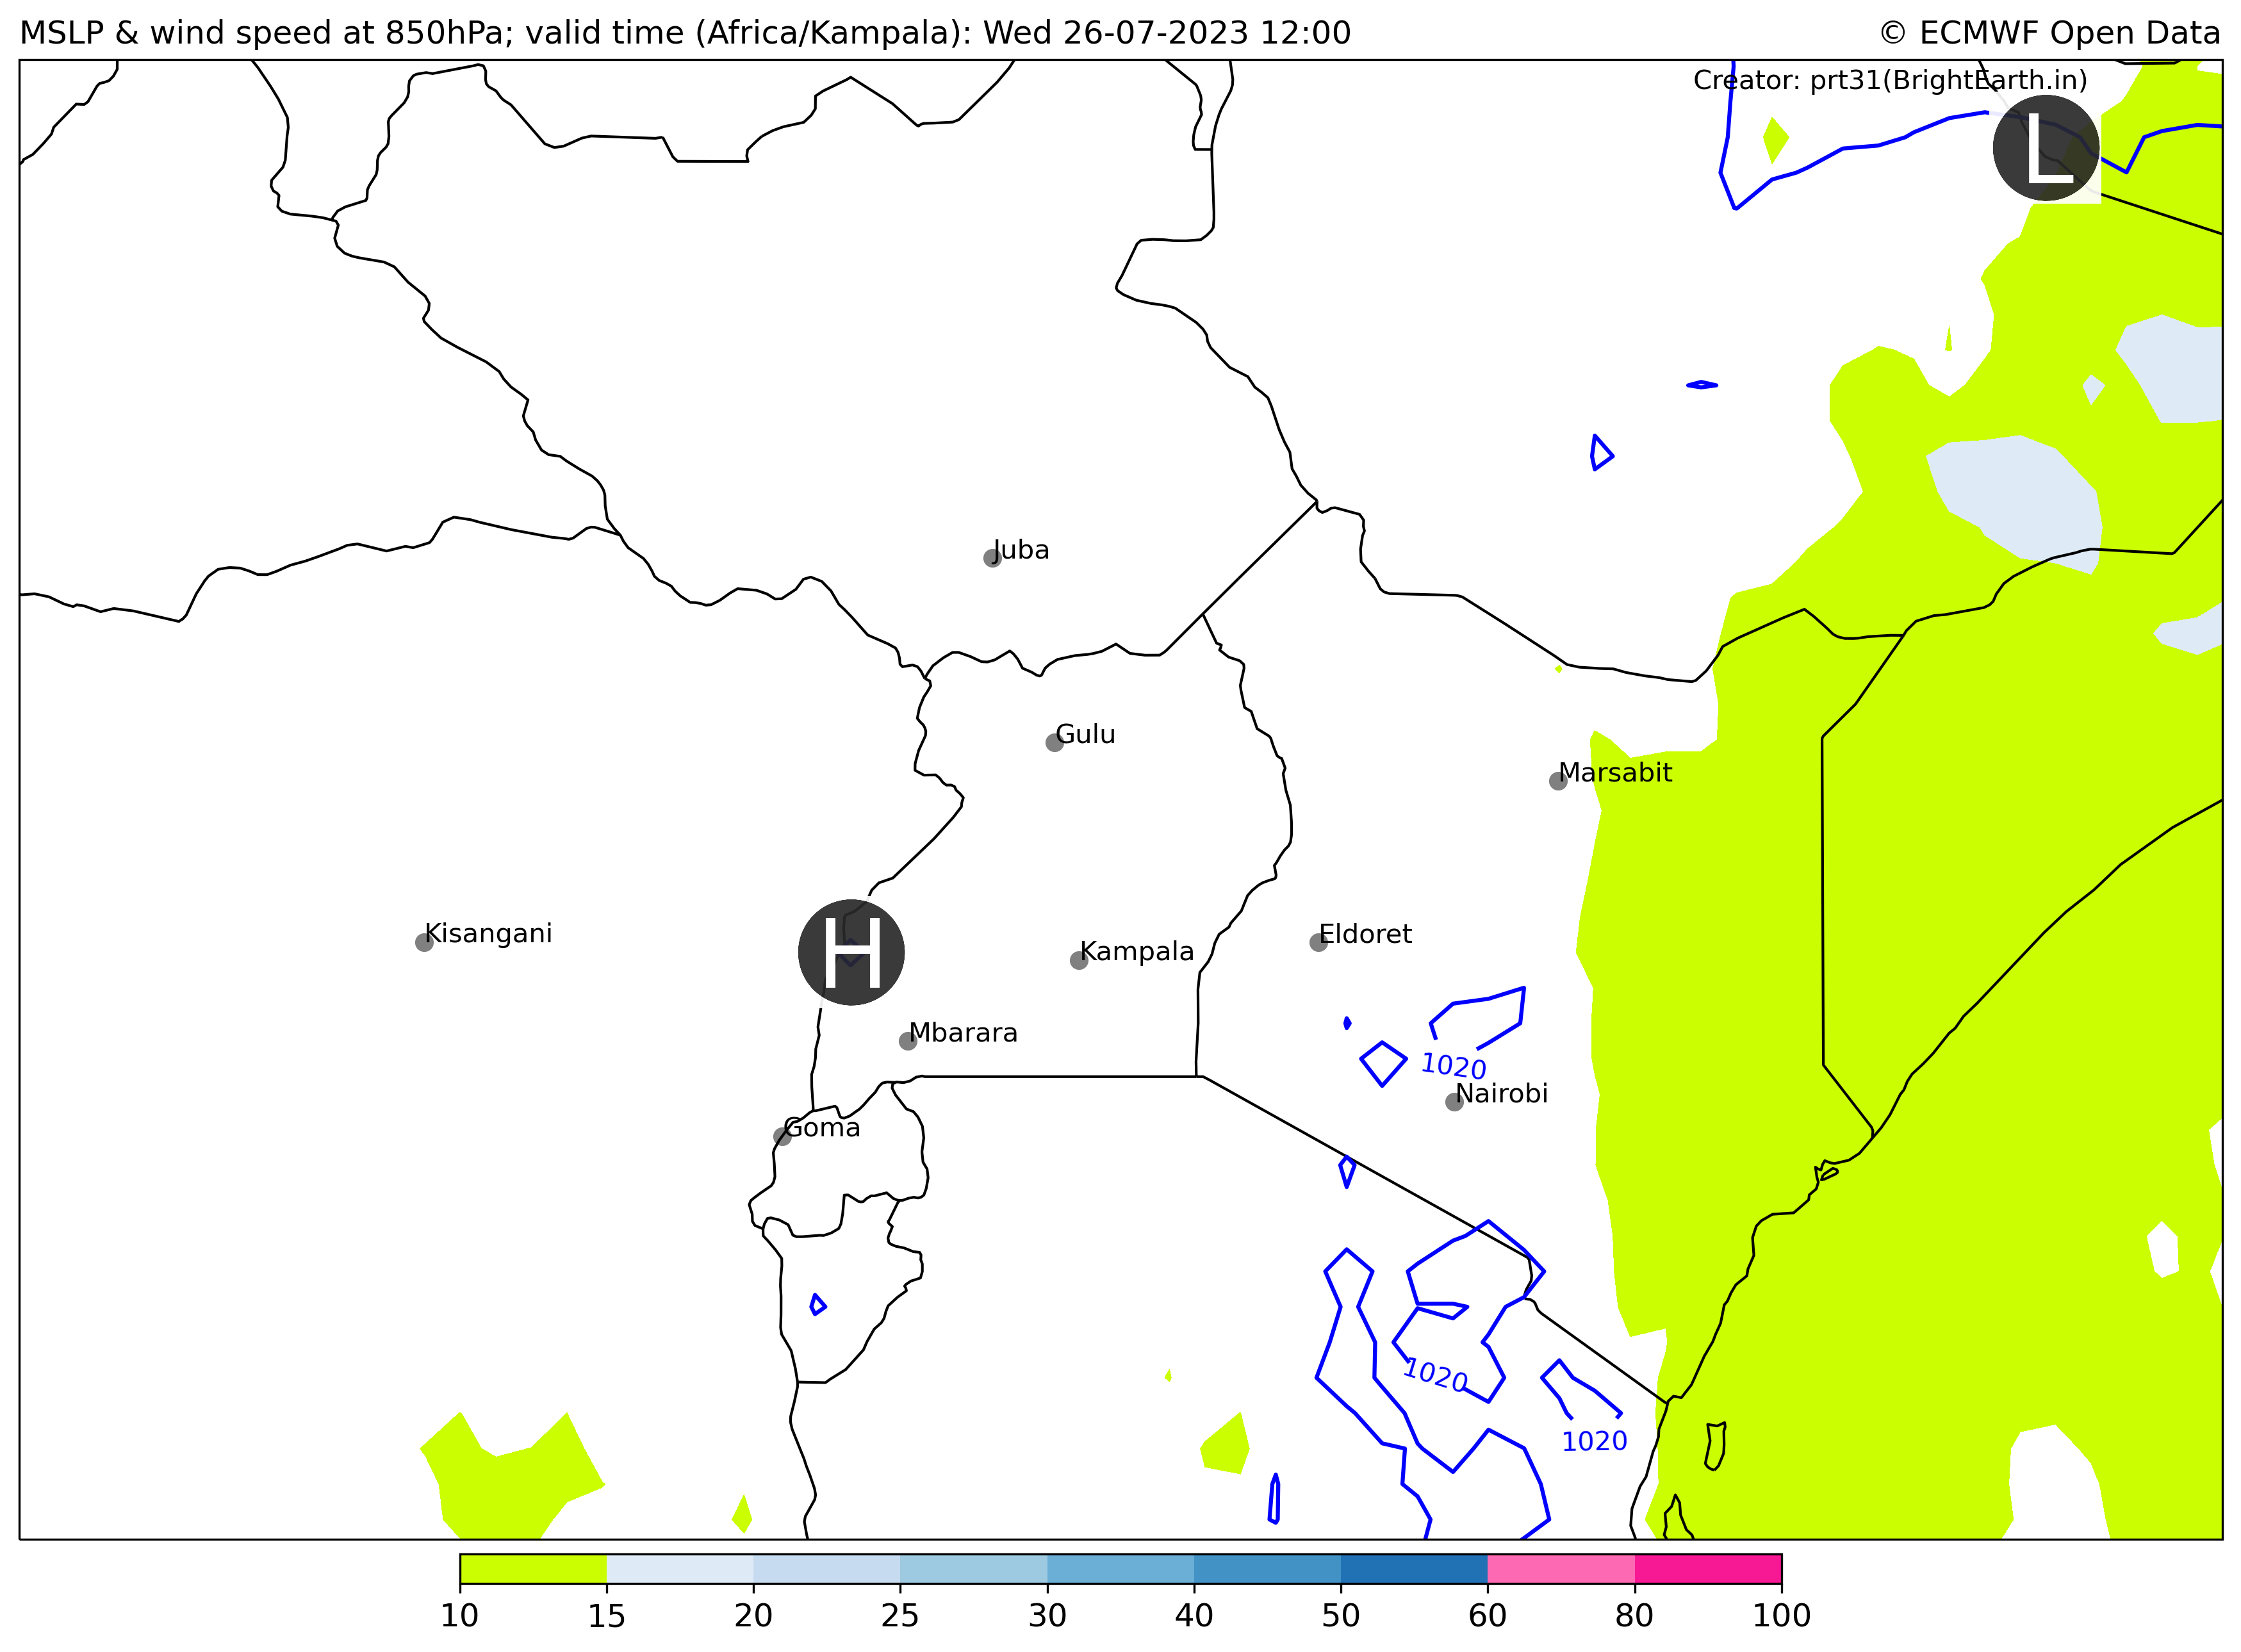 MSLP & wind speed at 850hPa; valid time (Africa/Kampala): Wed 26-07-2023 12:00
© ECMWF Open Data
Creator: prt31(BrightEarth.in)
L
Juba
Gulu
Marsabit
Kisangani
H
Kampala
Eldoret
Mbarara
1020
Nairobi
Goma
1020
1020
10 15 20 25 30 40 50 60 80 100